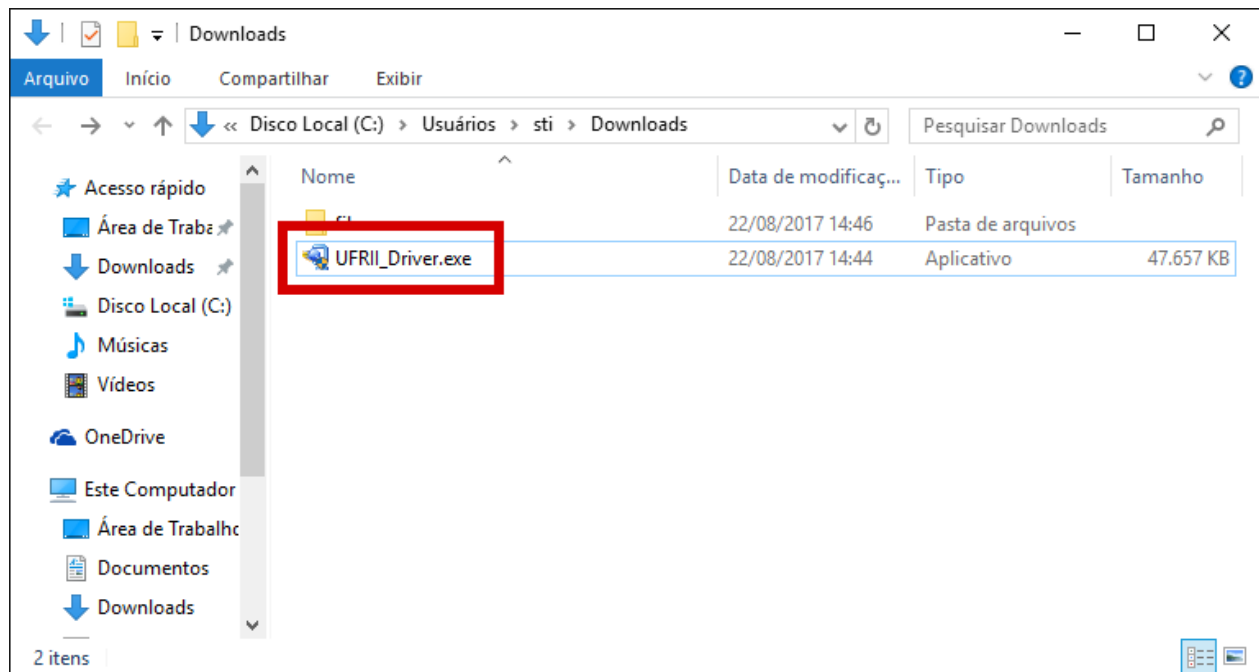 Downloads
Arquivo Início Compartilhar Exibir
« Disco Local (C:) > Usuários > sti > Downloads Pesquisar Downloads
Nome Data de modificaç... Tipo Tamanho
Acesso rápido
22/08/2017 14:46 Pasta de arquivos
Área de Traba
UFRII_Driver.exe 22/08/2017 14:44 Aplicativo 47.657 KB
Downloads
Disco Local (C:)
Músicas
Vídeos
OneDrive
Este Computador
Área de Trabalho
Documentos
Downloads
2 itens